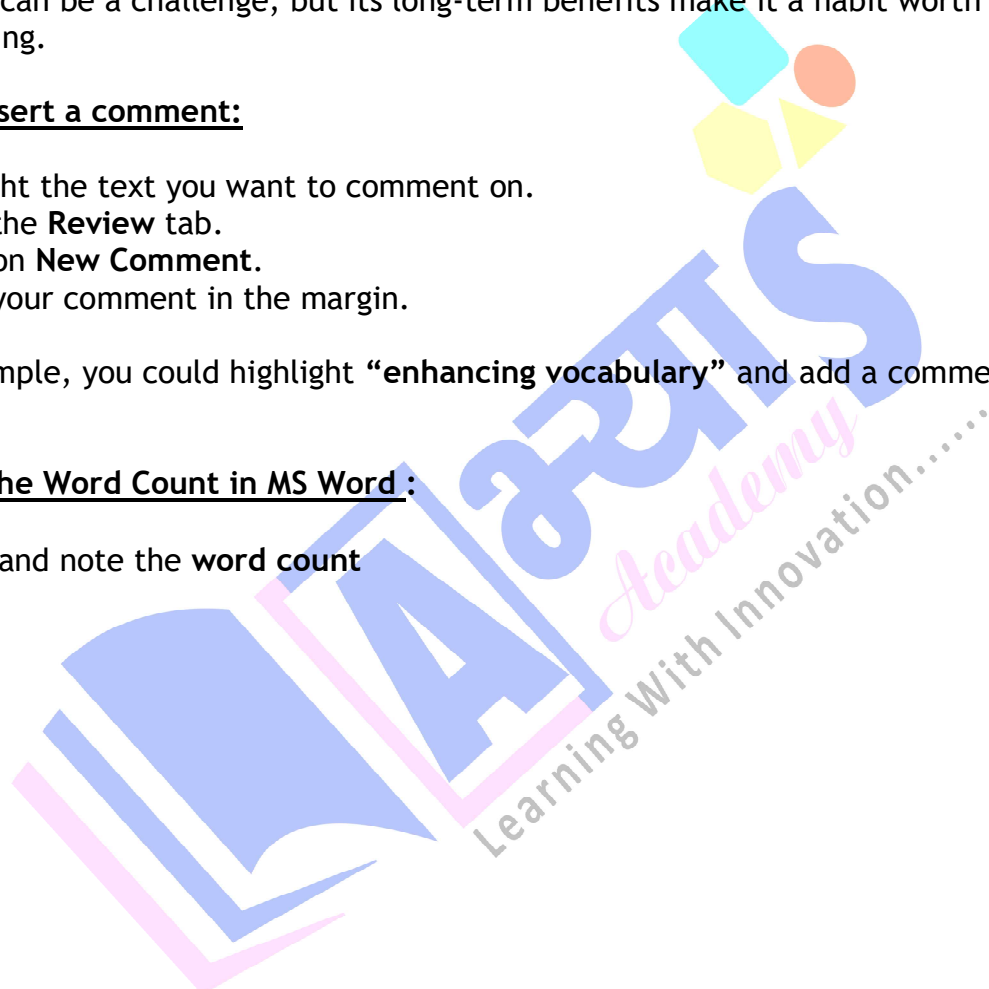 can be a challenge, but its long-term benefits make it a habit worth
ng.
sert a comment:
ht the text you want to comment on.
the Review tab.
on New Comment.
your comment in the margin.
mple, you could highlight “enhancing vocabulary” and add a comme
he Word Count in MS Word :
and note the word count
Academy
Learning With Innovation......